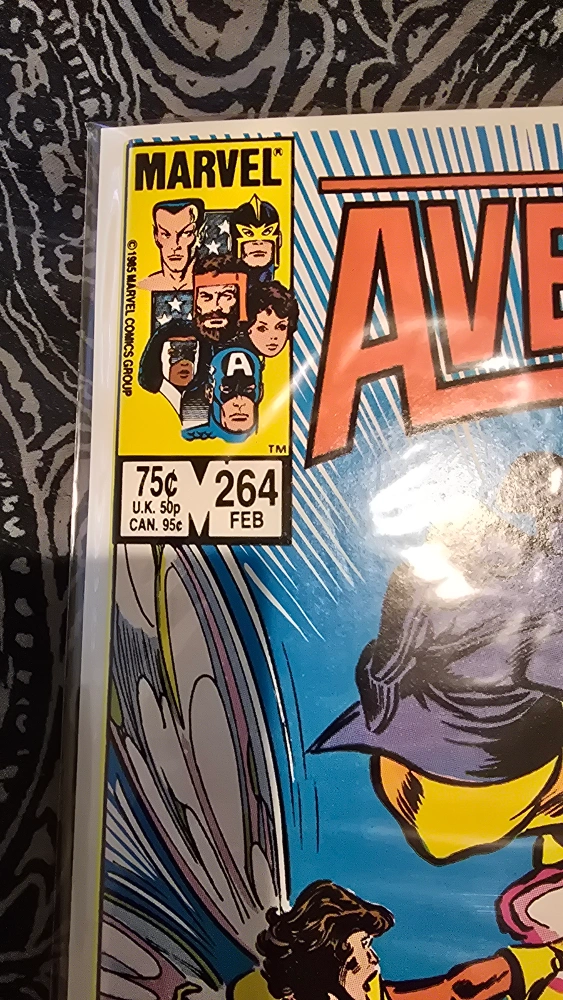 MARVEL®
© 1985 MARVEL COMICS GROUP
A
TM
75¢
U.K. 50p
CAN. 95¢
M
264
FEB
AVE